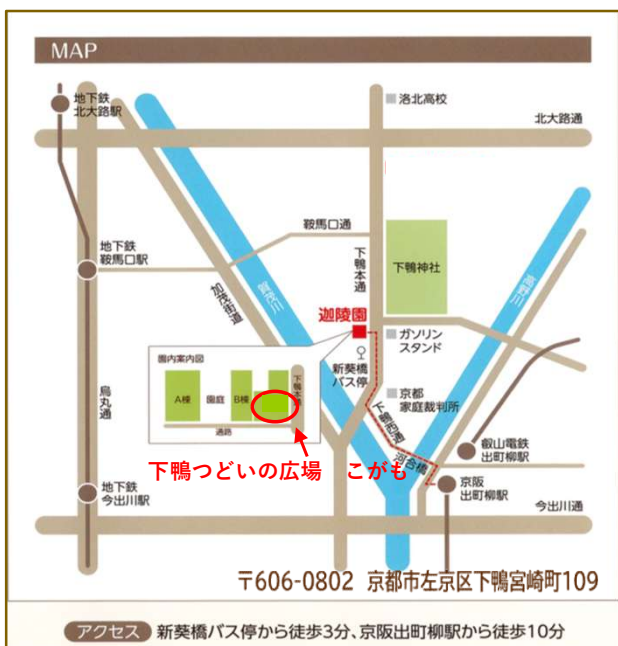 MAP
地下鉄
北大路駅
洛北高校
北大路通
鞍馬口通
地下鉄
鞍馬口駅
加茂街道
賀茂川
下鴨本通
下鴨神社
高野川
迦陵園
ガソリン
スタンド
新葵橋
バス停
園内案内図
A棟
園庭
B棟
下鴨本通
通路
京都
家庭裁判所
下鴨西通
河合橋
烏丸通
叡山電鉄
出町柳駅
下鴨つどいの広場 こがも
地下鉄
今出川駅
京阪
出町柳駅
今出川通
〒606-0802 京都市左京区下鴨宮崎町109
アクセス 新葵橋バス停から徒歩3分、京阪出町柳駅から徒歩10分